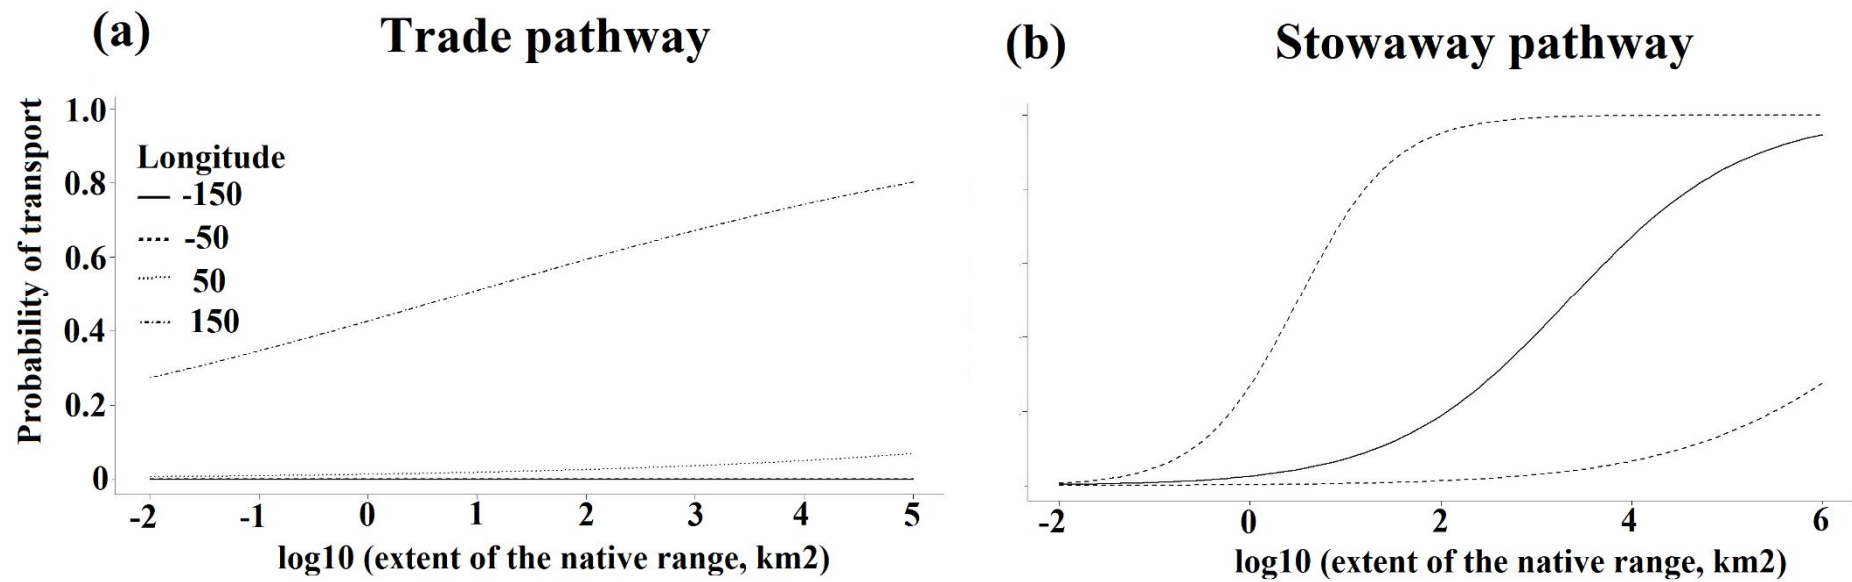 (a) Trade pathway
Probability of transport
1.0
0.8
0.6
0.4
0.2
0
Longitude
-150
-50
50
150
-2 -1 0 1 2 3 4 5
log10 (extent of the native range, km2)
(b) Stowaway pathway
-2 0 2 4 6
log10 (extent of the native range, km2)